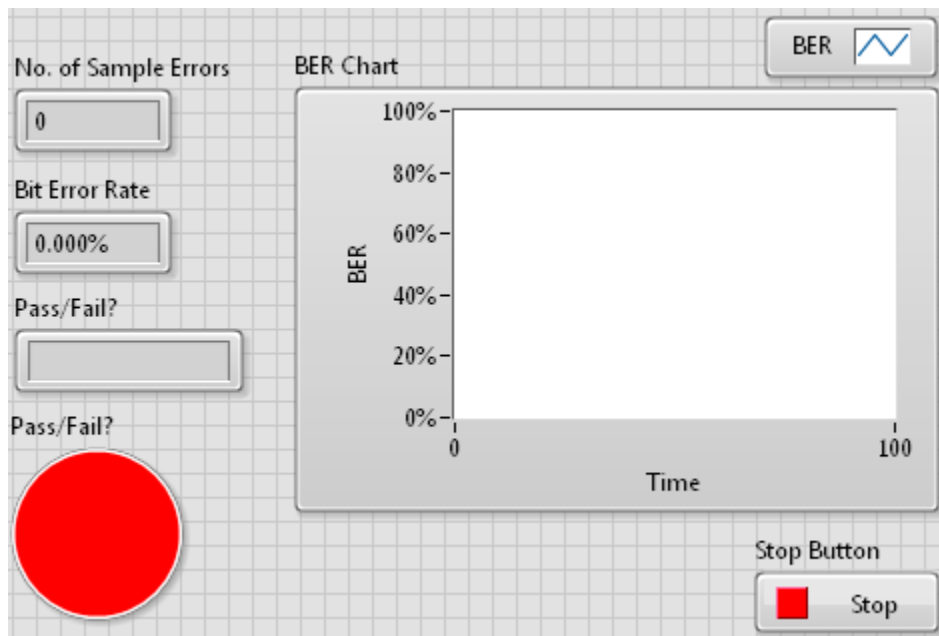 No. of Sample Errors
0
Bit Error Rate
0.000%
Pass/Fail?
Pass/Fail?
BER Chart
BER
100%
80%
60%
40%
20%
0%
BER
0
100
Time
Stop Button
Stop